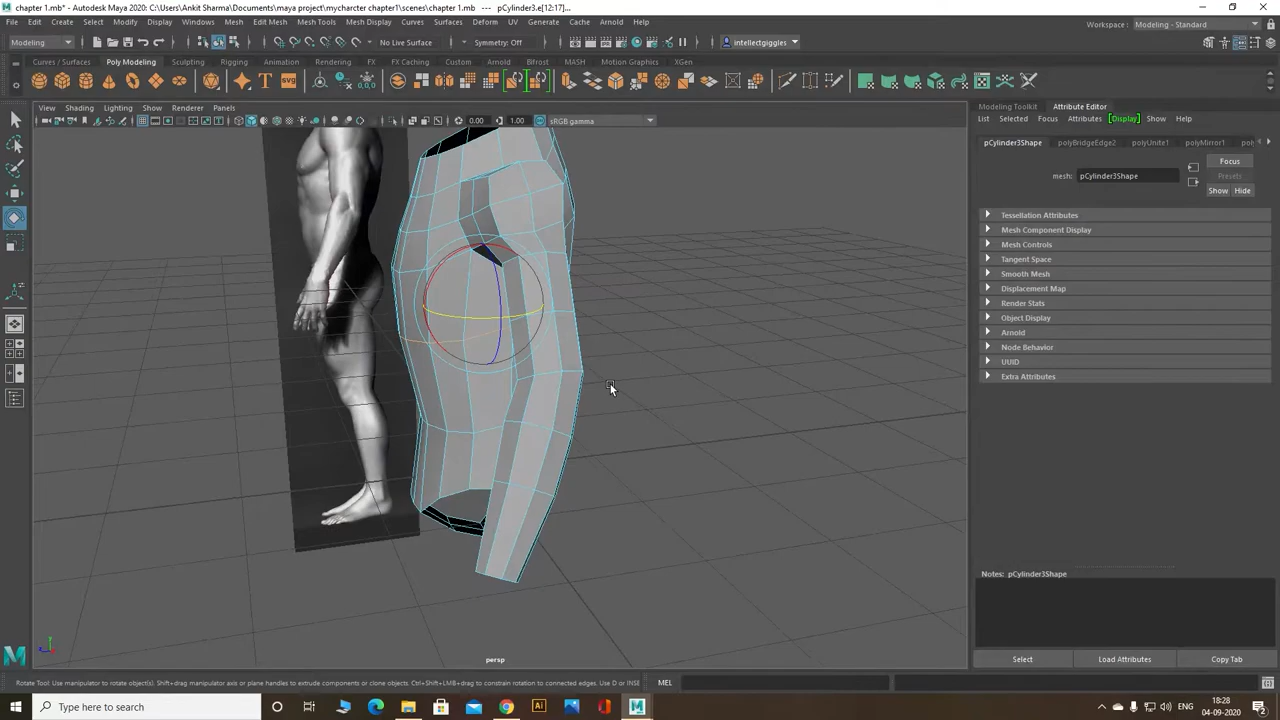 chapter 1.mb* - Autodesk Maya 2020: C:\Users\Ankit Sharma\Documents\maya project\mycharcter chapter1\scenes\chapter 1.mb --- pCylinder3.e[12:17]...
File Edit Create Select Modify Display Windows Mesh Edit Mesh Mesh Tools Mesh Display Curves Surfaces Deform UV Generate Cache Arnold Help
Workspace: Modeling - Standard
Modeling No Live Surface Symmetry: Off intellectgiggles
Curves / Surfaces Poly Modeling Sculpting Rigging Animation Rendering FX FX Caching Custom Arnold Bifrost MASH Motion Graphics XGen
View Shading Lighting Show Renderer Panels
0.00 1.00 sRGB gamma
Modeling Toolkit Attribute Editor
List Selected Focus Attributes Display Show Help
pCylinder3Shape polyBridgeEdge2 polyUnite1 polyMirror1
mesh: pCylinder3Shape
Focus
Presets
Show Hide
Tessellation Attributes
Mesh Component Display
Mesh Controls
Tangent Space
Smooth Mesh
Displacement Map
Render Stats
Object Display
Arnold
Node Behavior
UUID
Extra Attributes
Notes: pCylinder3Shape
persp
Select Load Attributes Copy Tab
Rotate Tool: Use manipulator to rotate object(s). Shift+drag manipulator axis or plane handles to extrude components or clone objects. Ctrl+Shift+LMB+drag to constrain rotation to connected edges. Use D or INSE
MEL
Type here to search
ENG
18:28
04-09-2020